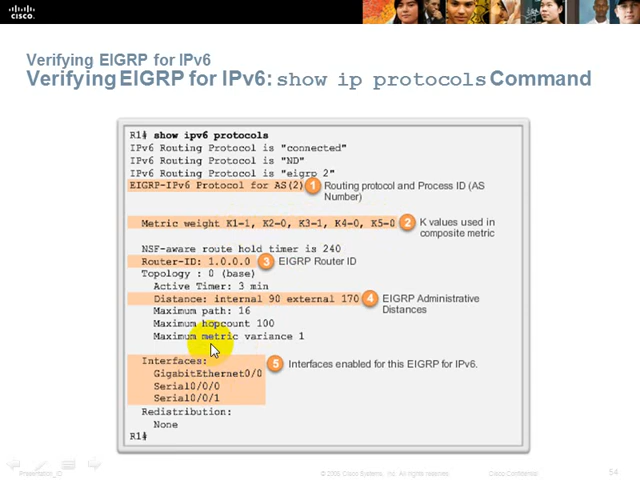 CISCO
Verifying EIGRP for IPv6
Verifying EIGRP for IPv6: show ip protocols Command
R1# show ipv6 protocols
IPv6 Routing Protocol is "connected"
IPv6 Routing Protocol is "ND"
IPv6 Routing Protocol is "eigrp 2"
EIGRP-IPv6 Protocol for AS(2) 1 Routing protocol and Process ID (AS
Number)
Metric weight K1=1, K2=0, K3=1, K4=0, K5=0 2 K values used in
composite metric
NSF-aware route hold timer is 240
Router-ID: 1.0.0.0 3 EIGRP Router ID
Topology : 0 (base)
Active Timer: 3 min
Distance: internal 90 external 170 4 EIGRP Administrative
Distances
Maximum path: 16
Maximum hopcount 100
Maximum metric variance 1
Interfaces: 5 Interfaces enabled for this EIGRP for IPv6.
GigabitEthernet0/0
Serial0/0/0
Serial0/0/1
Redistribution:
None
R1#
Presentation_ID © 2008 Cisco Systems, Inc. All rights reserved. Cisco Confidential 54